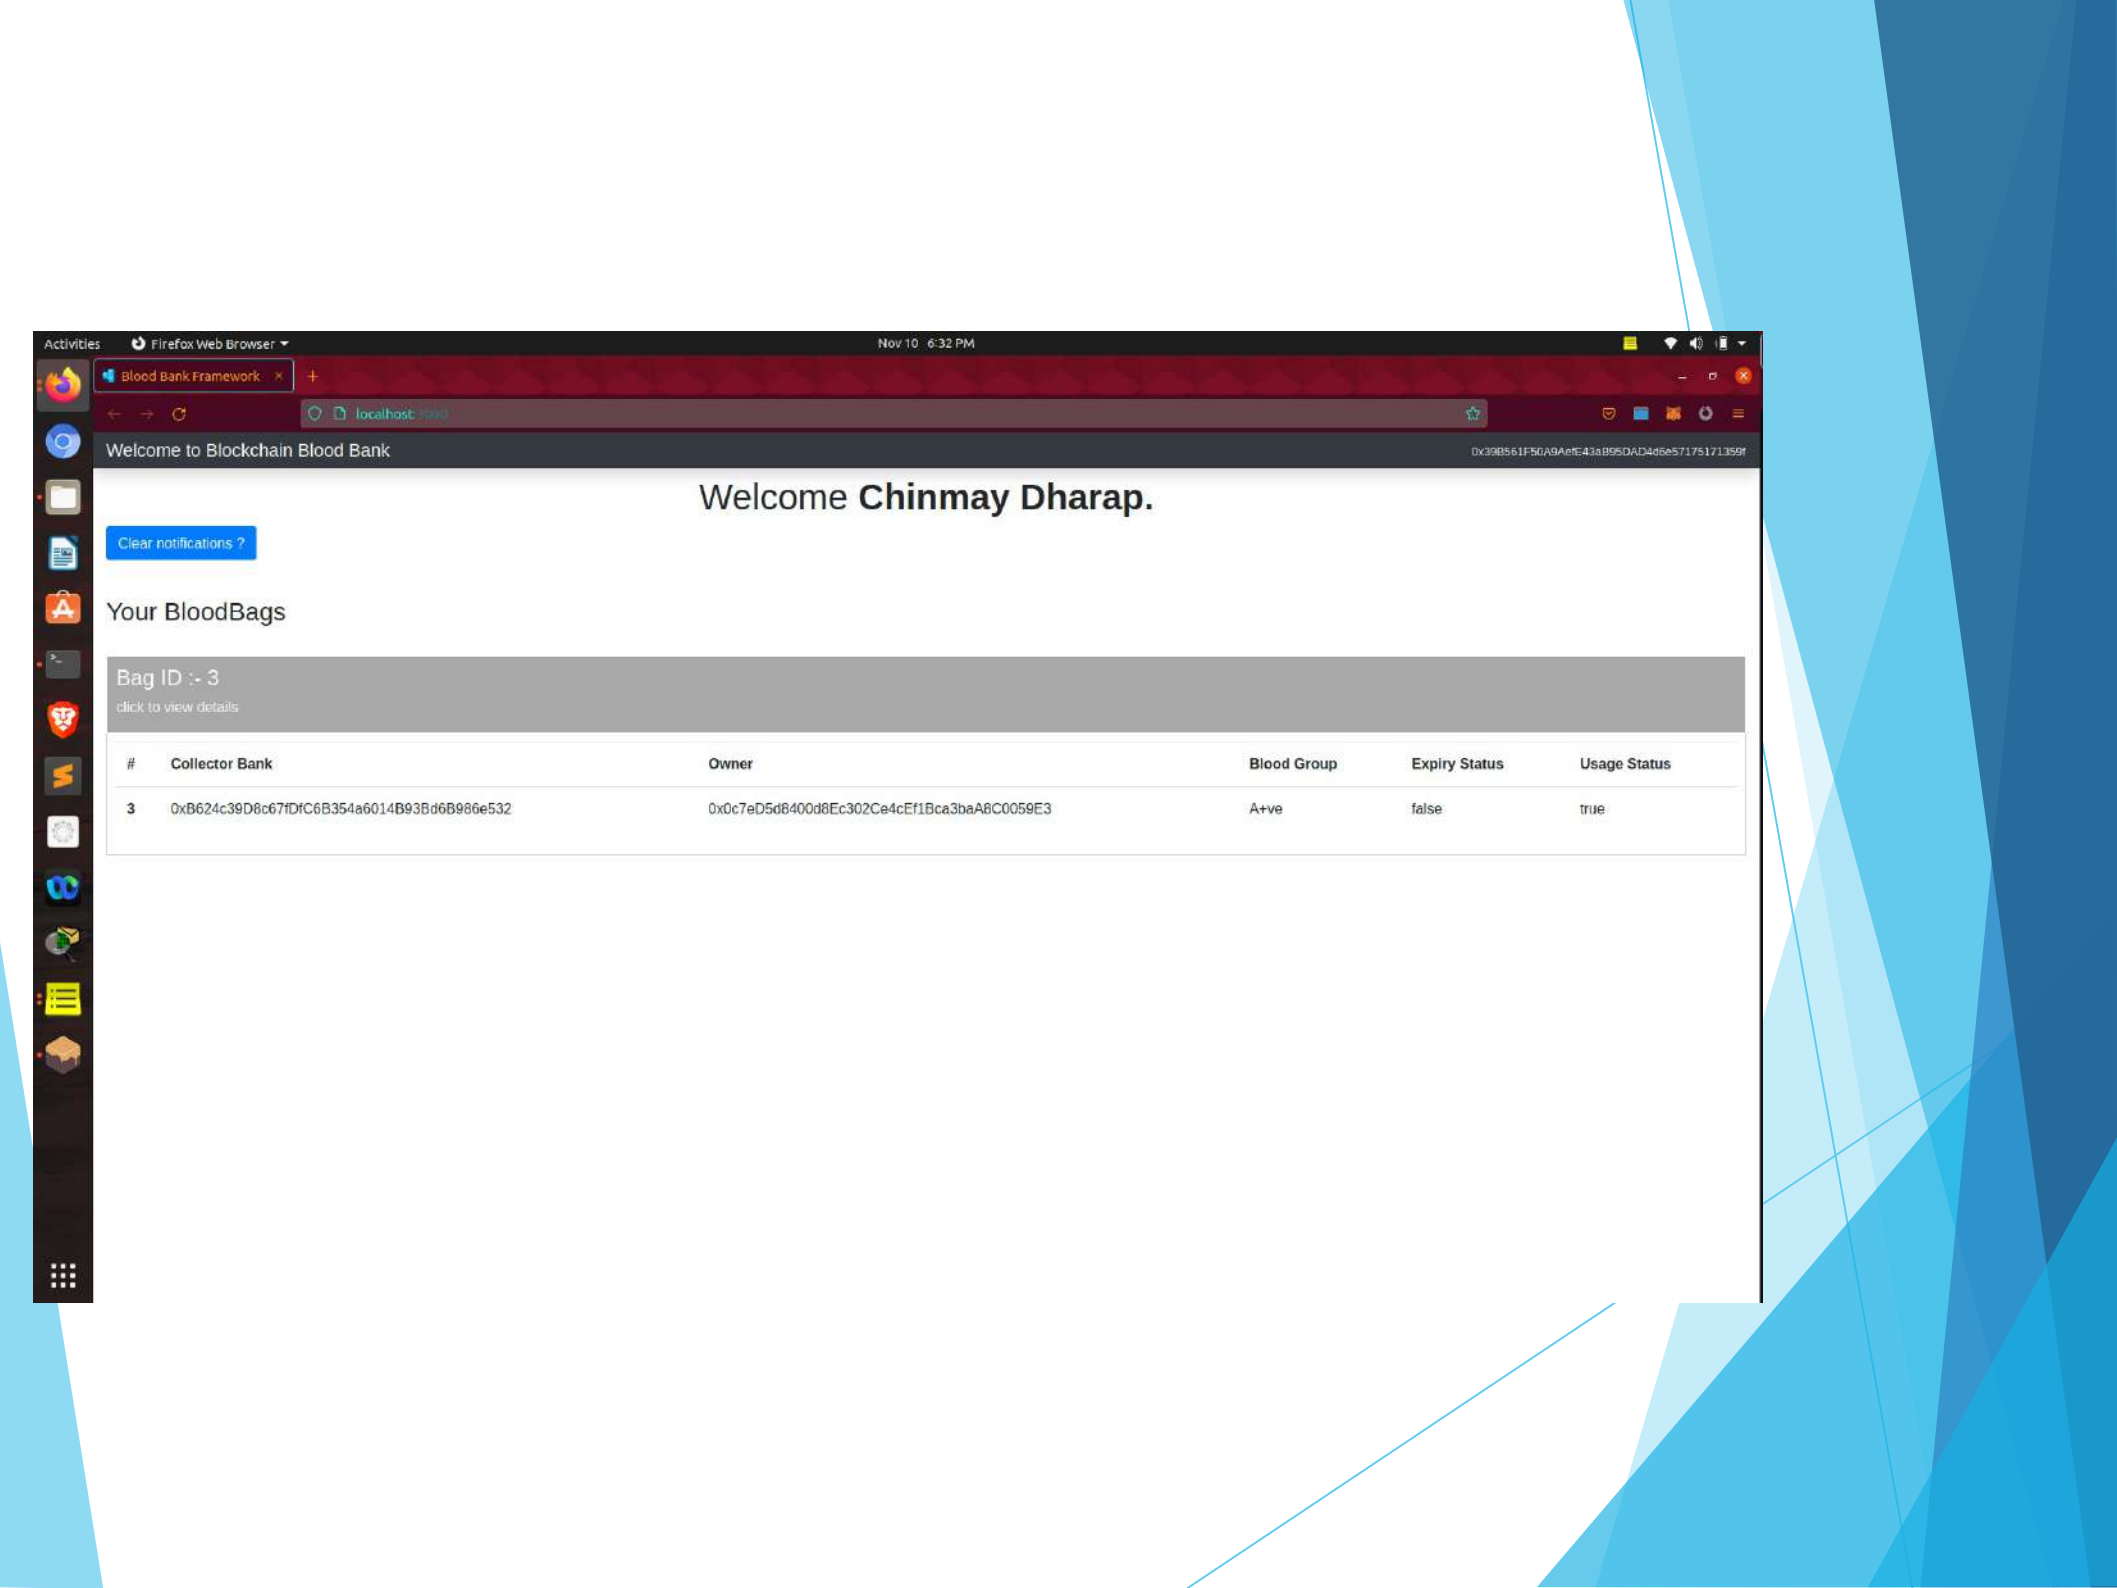 Activities Firefox Web Browser Nov 10 6:32 PM
Blood Bank Framework
localhost:3000
Welcome to Blockchain Blood Bank 0x39B561F50A9AefE43aB95DAD4d6e57175171359f
Welcome Chinmay Dharap.
Clear notifications ?
Your BloodBags
Bag ID :- 3
click to view details
# Collector Bank Owner Blood Group Expiry Status Usage Status
3 0xB624c39D8c67fDfC6B354a6014B93Bd6B986e532 0x0c7eD5d8400d8Ec302Ce4cEf1Bca3baA8C0059E3 A+ve false true